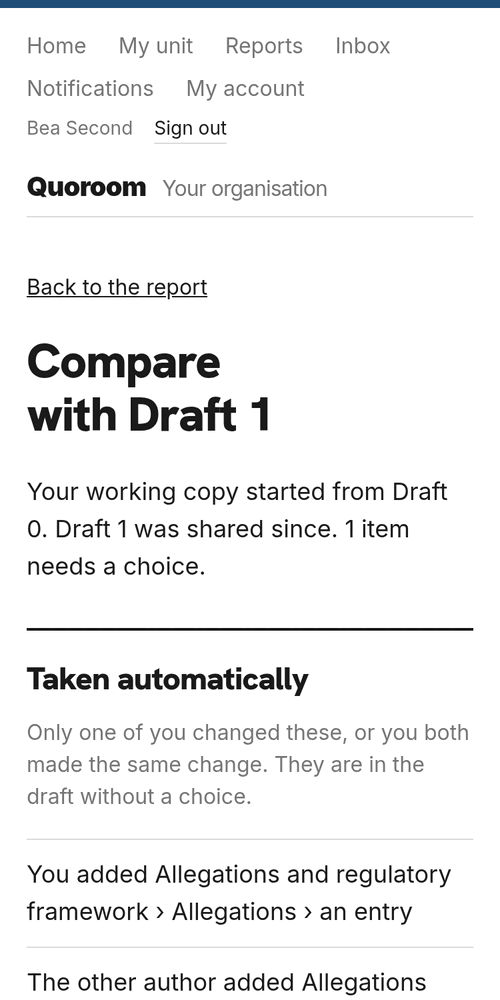 Home My unit Reports Inbox
Notifications My account
Bea Second Sign out
Quoroom Your organisation
Back to the report
Compare
with Draft 1
Your working copy started from Draft
0. Draft 1 was shared since. 1 item
needs a choice.
Taken automatically
Only one of you changed these, or you both
made the same change. They are in the
draft without a choice.
You added Allegations and regulatory
framework › Allegations › an entry
The other author added Allegations